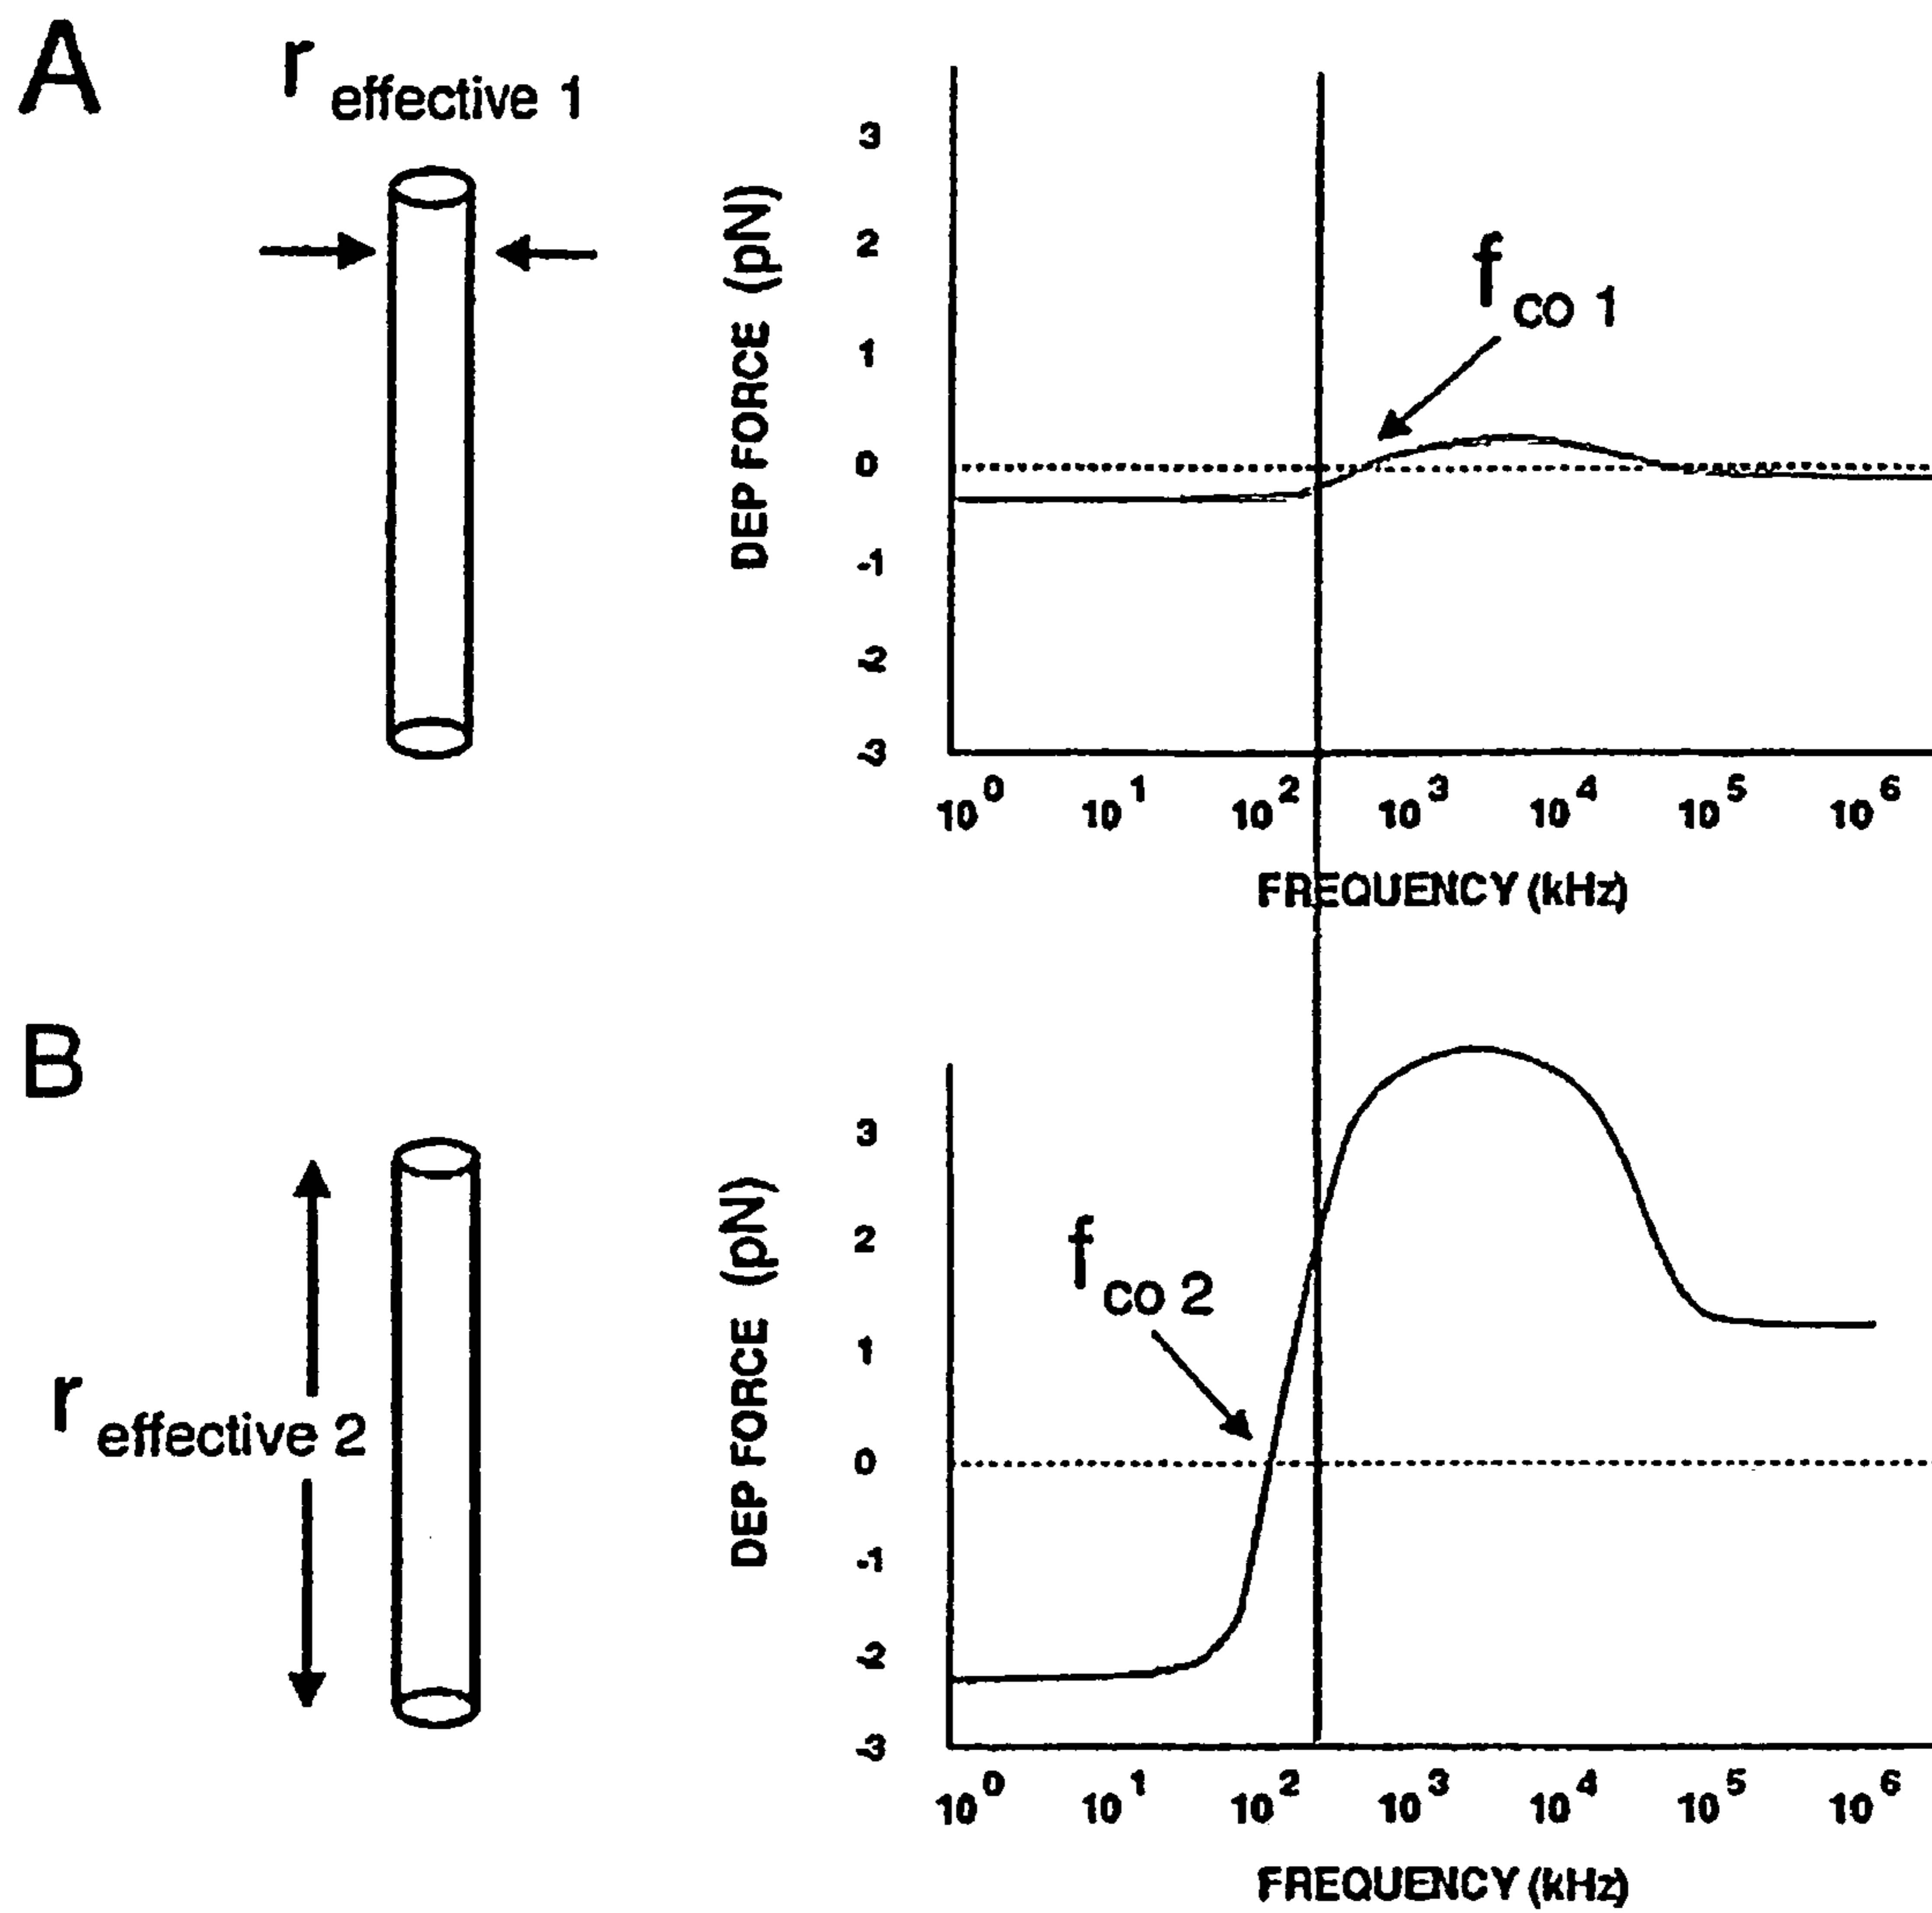 A
r effective 1
DEP FORCE (pN)
3
2
1
0
-1
-2
-3
f co 1
10^0 10^1 10^2 10^3 10^4 10^5 10^6
FREQUENCY (kHz)
B
r effective 2
DEP FORCE (pN)
3
2
1
0
-1
-2
-3
f co 2
10^0 10^1 10^2 10^3 10^4 10^5 10^6
FREQUENCY (kHz)